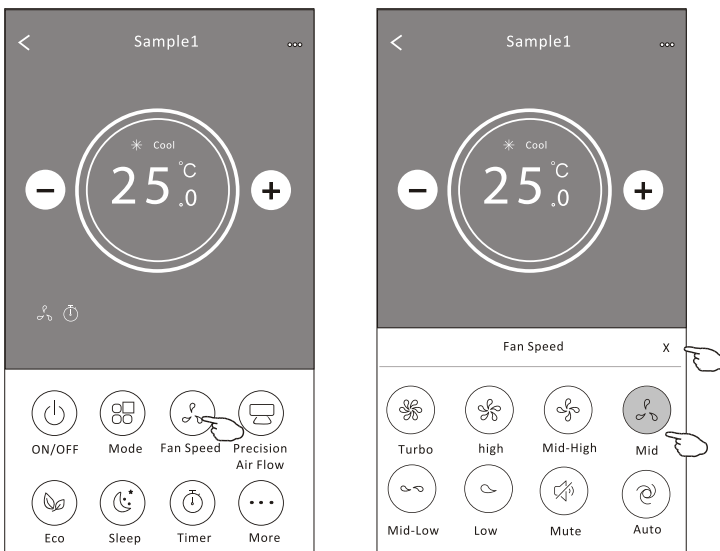 Sample1
Cool
25.0°C
ON/OFF
Mode
Fan Speed
Precision
Air Flow
Eco
Sleep
Timer
More
Sample1
Cool
25.0°C
Fan Speed
X
Turbo
high
Mid-High
Mid
Mid-Low
Low
Mute
Auto